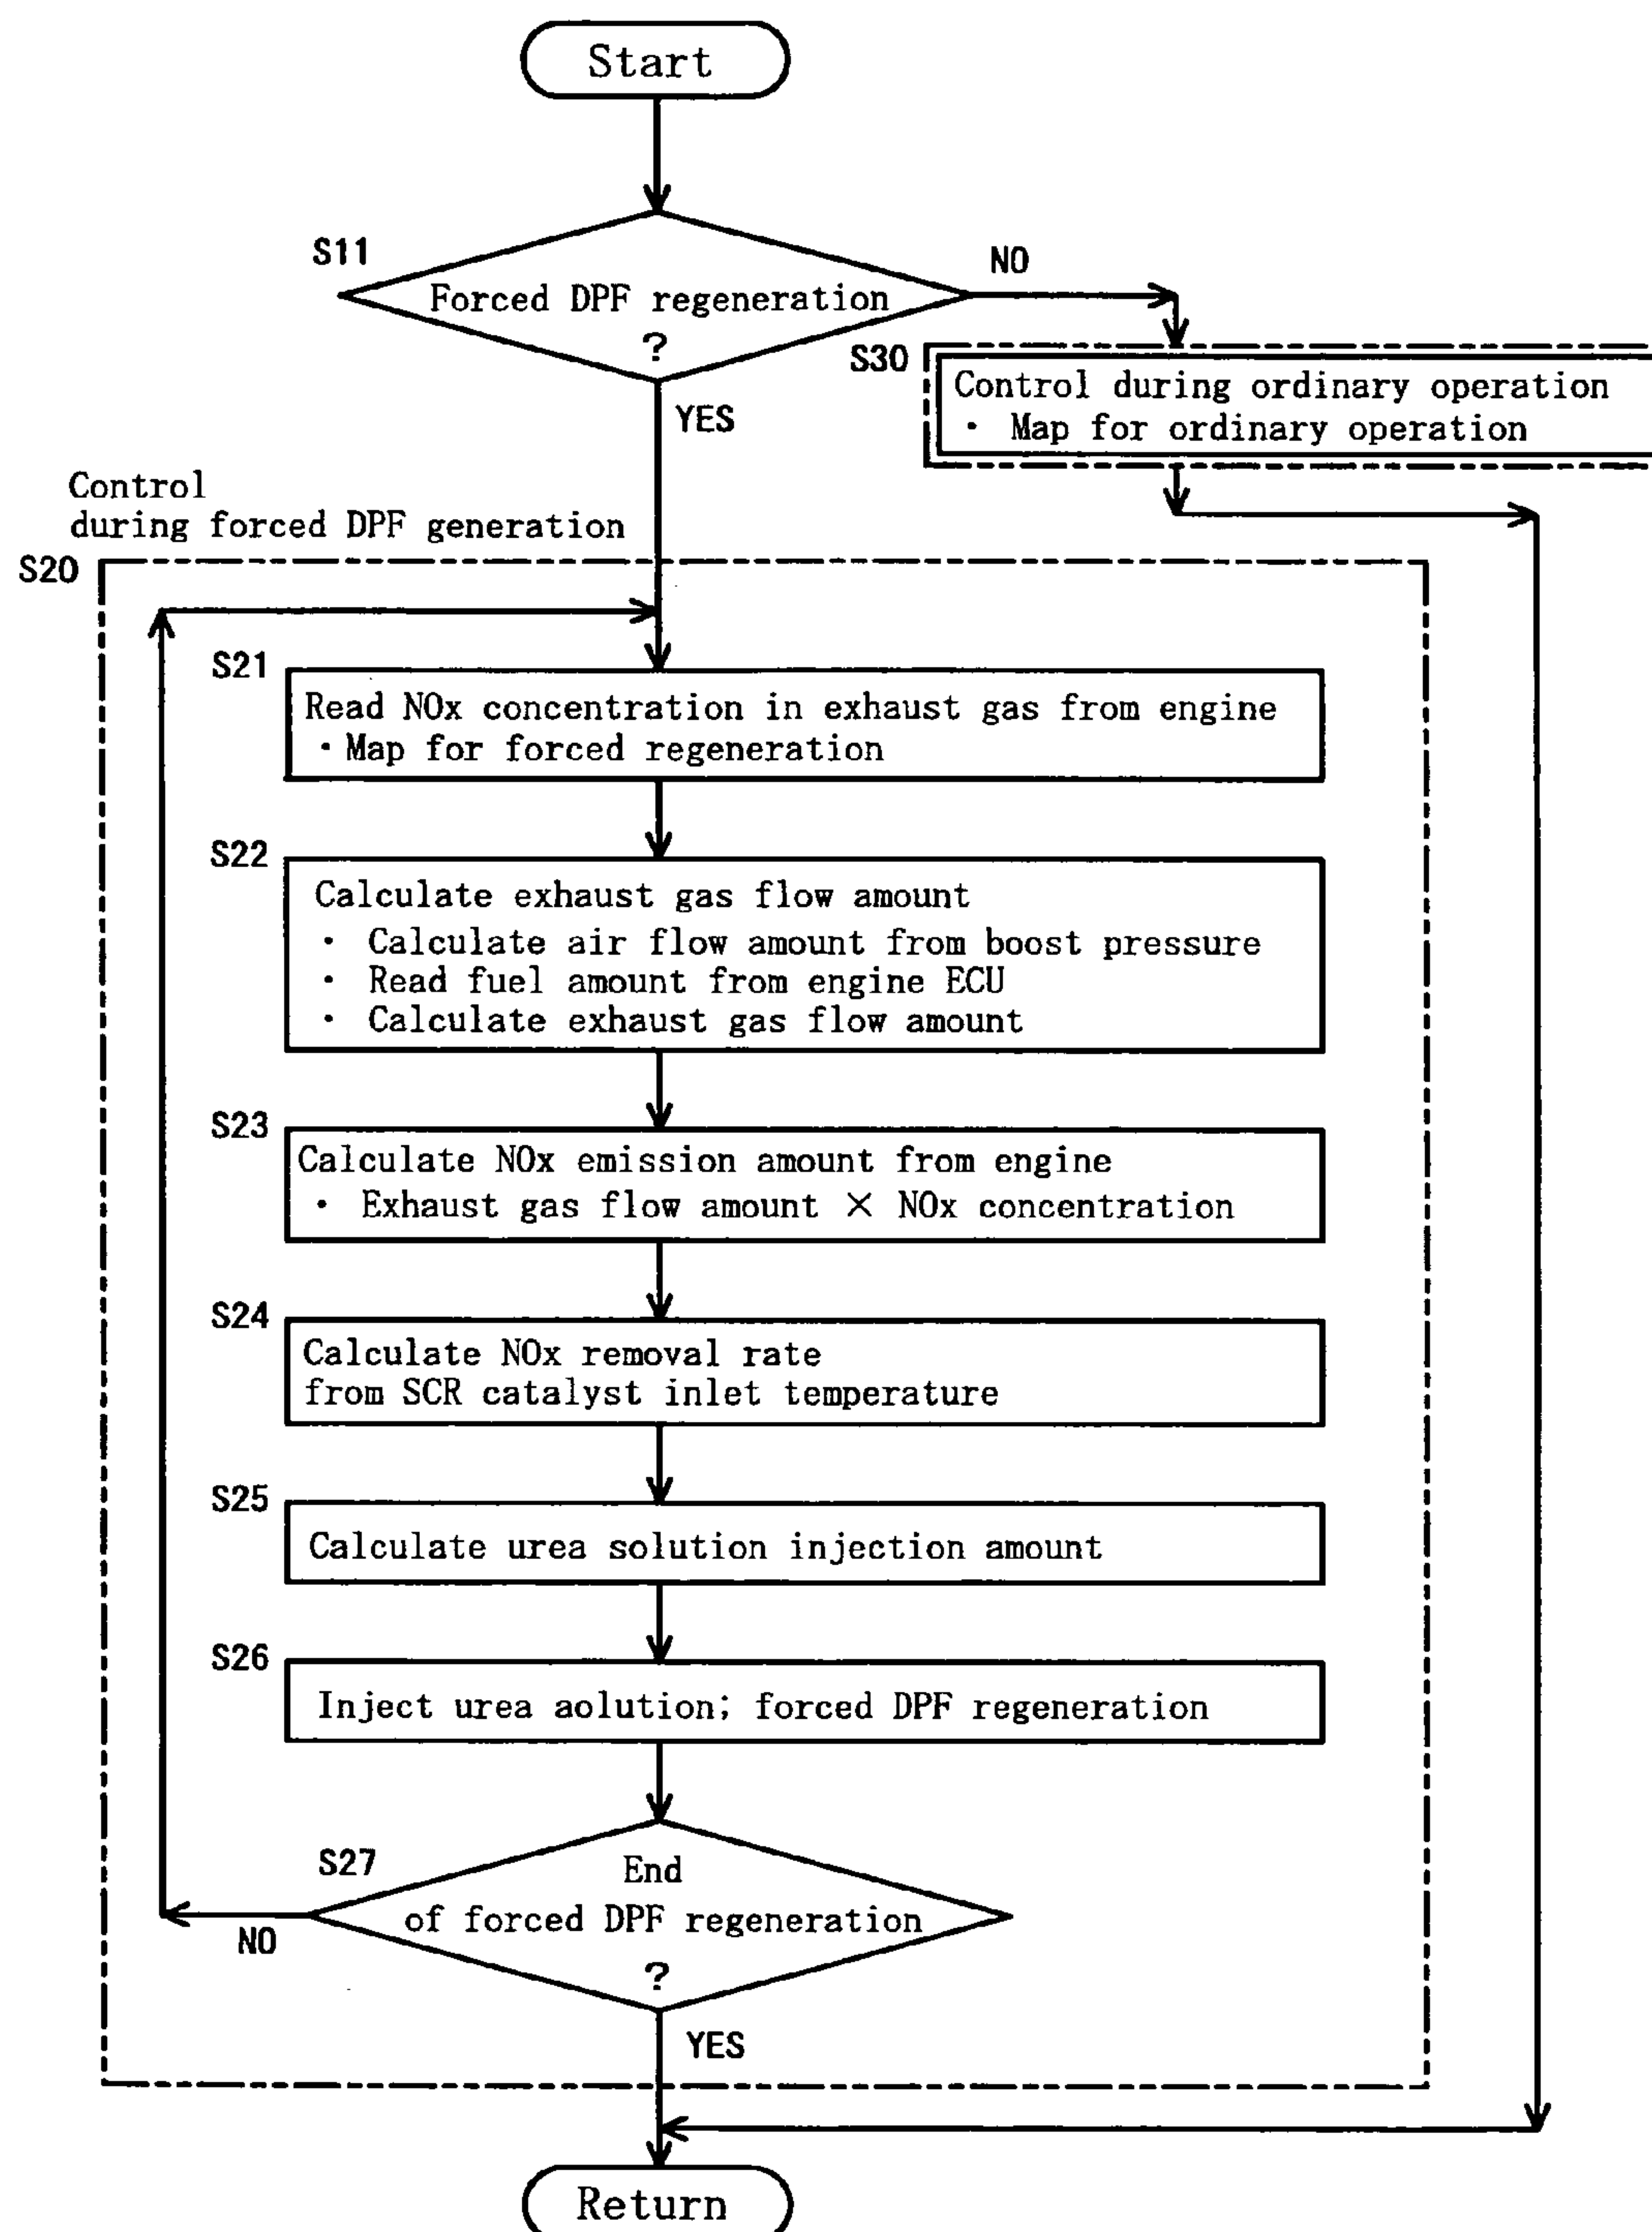 Start
S11
Forced DPF regeneration
?
NO
YES
S30
Control during ordinary operation
・ Map for ordinary operation
Control
during forced DPF generation
S20
S21
Read NOx concentration in exhaust gas from engine
・Map for forced regeneration
S22
Calculate exhaust gas flow amount
・ Calculate air flow amount from boost pressure
・ Read fuel amount from engine ECU
・ Calculate exhaust gas flow amount
S23
Calculate NOx emission amount from engine
・ Exhaust gas flow amount × NOx concentration
S24
Calculate NOx removal rate
from SCR catalyst inlet temperature
S25
Calculate urea solution injection amount
S26
Inject urea aolution; forced DPF regeneration
S27
End
of forced DPF regeneration
?
NO
YES
Return